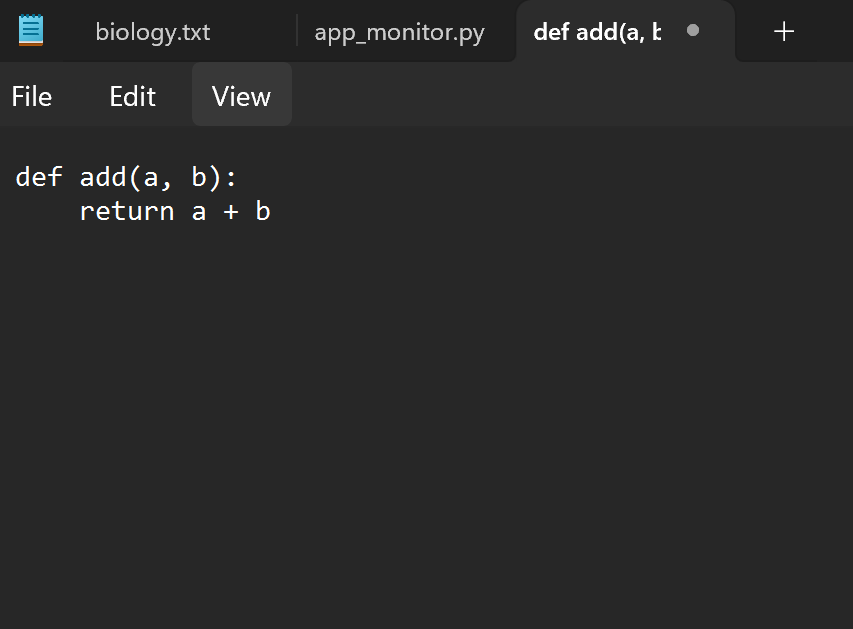 biology.txt app_monitor.py def add(a, b
File Edit View
def add(a, b):
    return a + b